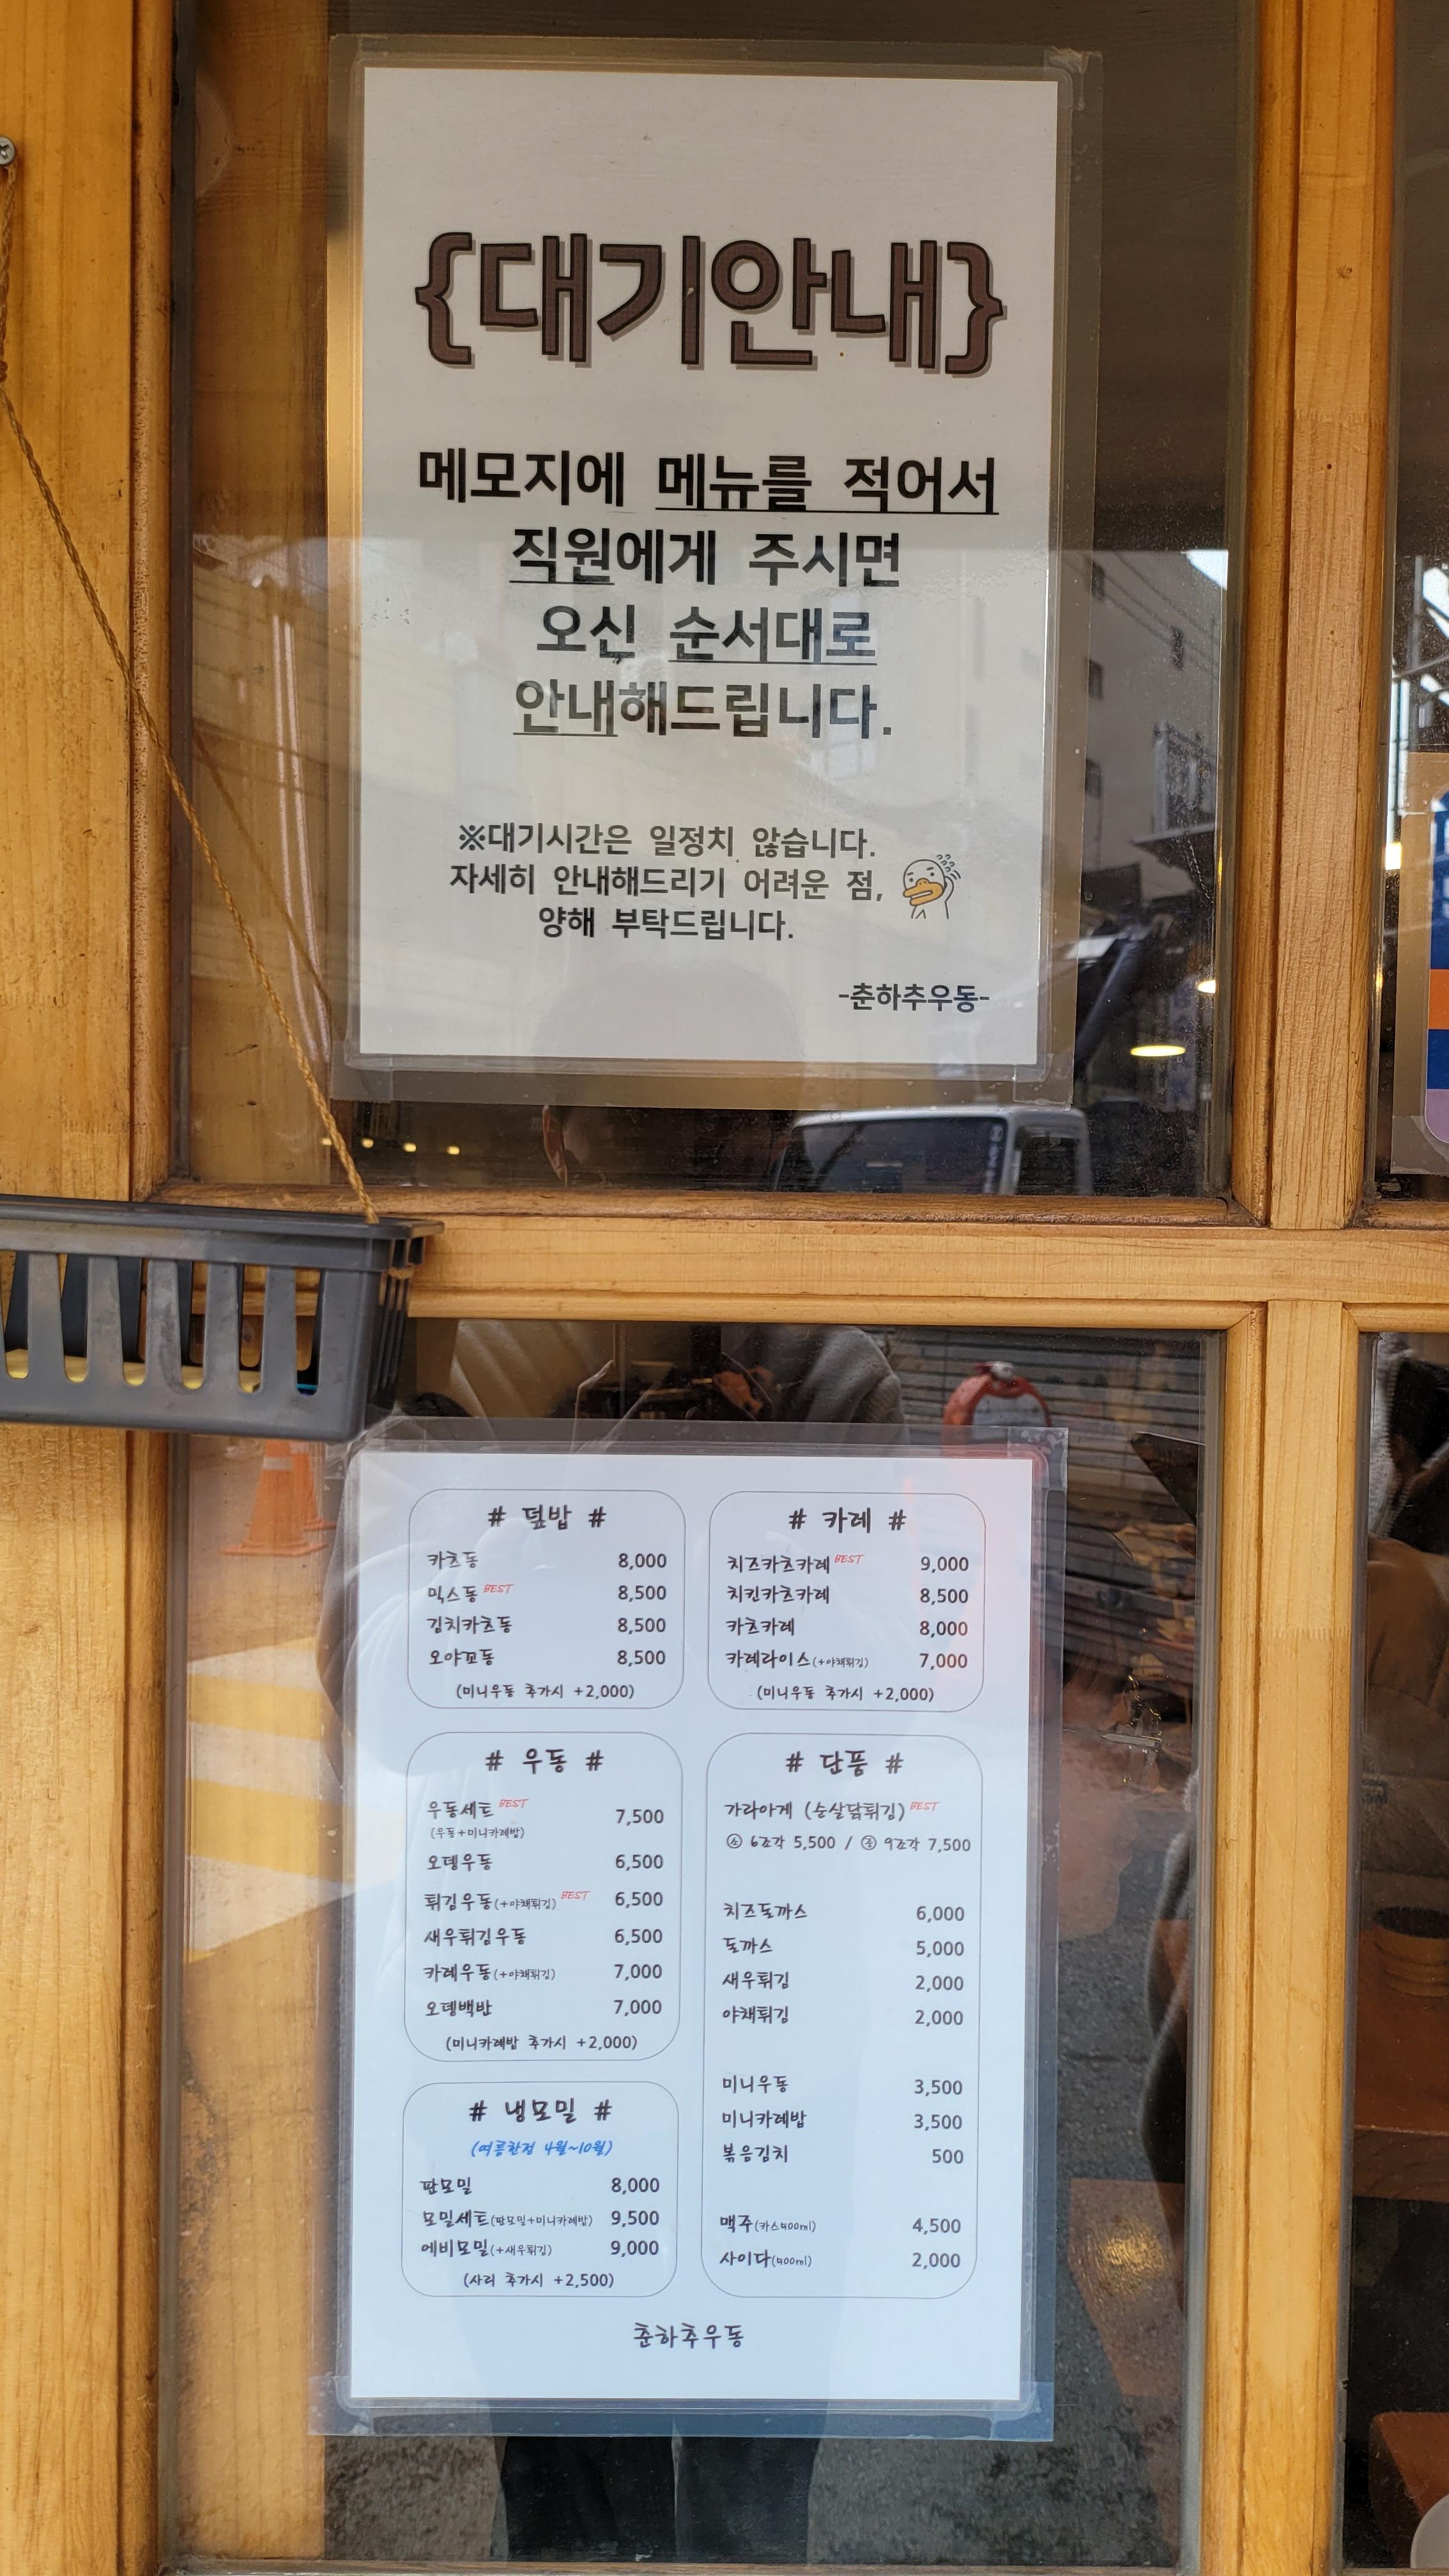 {대기안내}
메모지에 메뉴를 적어서
직원에게 주시면
오신 순서대로
안내해드립니다.
※대기시간은 일정치 않습니다.
자세히 안내해드리기 어려운 점,
양해 부탁드립니다.
-춘하추우동-
# 덮밥 #
카츠동 8,000
믹스동 BEST 8,500
김치카츠동 8,500
오야꼬동 8,500
(미니우동 추가시 +2,000)
# 카레 #
치즈카츠카레 BEST 9,000
치킨카츠카레 8,500
카츠카레 8,000
카레라이스(+야채튀김) 7,000
(미니우동 추가시 +2,000)
# 우동 #
우동세트 BEST 7,500
(우동+미니카레밥)
오뎅우동 6,500
튀김우동(+야채튀김) BEST 6,500
새우튀김우동 6,500
카레우동(+야채튀김) 7,000
오뎅백반 7,000
(미니카레밥 추가시 +2,000)
# 냉모밀 #
(여름한정 4월~10월)
판모밀 8,000
모밀세트(판모밀+미니카레밥) 9,500
에비모밀(+새우튀김) 9,000
(사리 추가시 +2,500)
# 단품 #
가라아게 (순살닭튀김) BEST
㉦ 6조각 5,500 / ㊥ 9조각 7,500
치즈돈까스 6,000
돈까스 5,000
새우튀김 2,000
야채튀김 2,000
미니우동 3,500
미니카레밥 3,500
볶음김치 500
맥주(카스400ml) 4,500
사이다(400ml) 2,000
춘하추우동